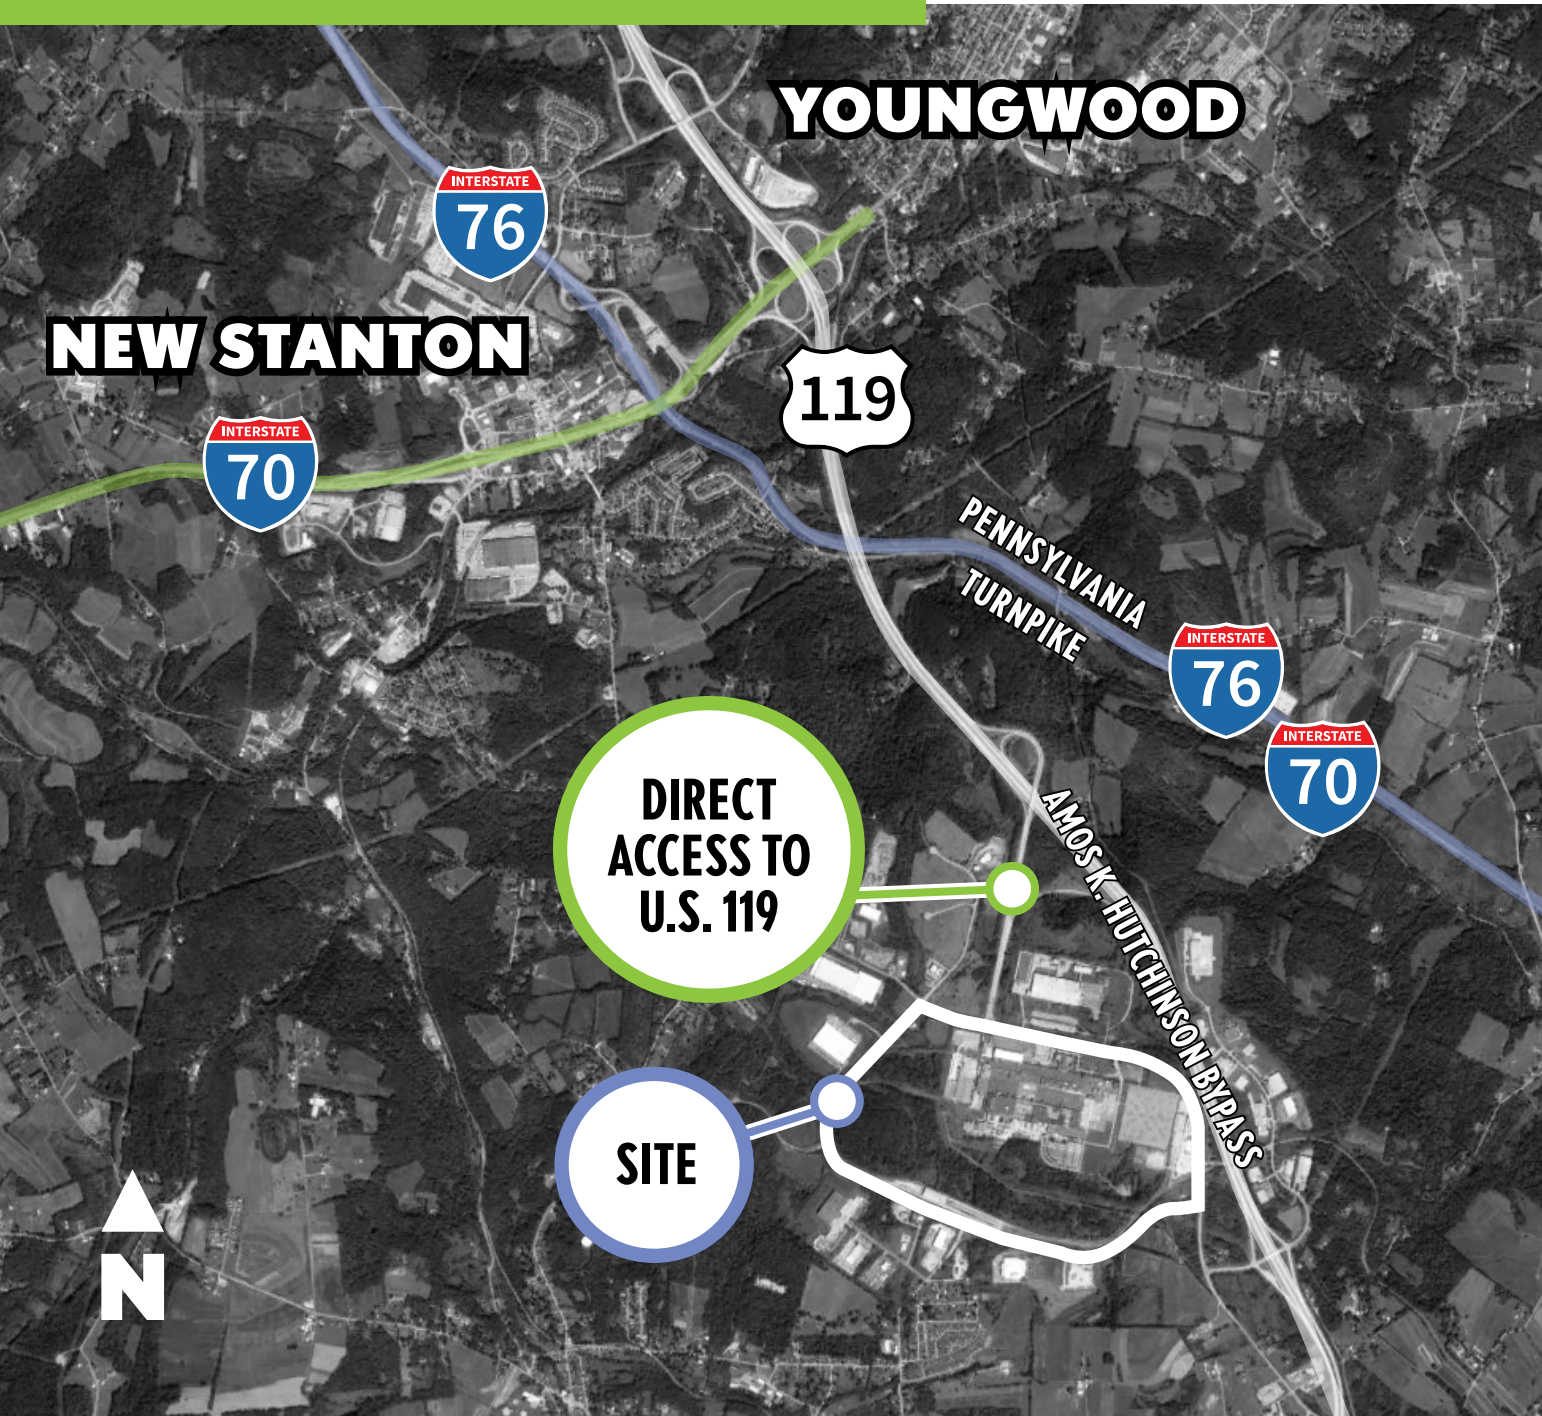 YOUNGWOOD
INTERSTATE
76
NEW STANTON
119
INTERSTATE
70
PENNSYLVANIA
TURNPIKE
INTERSTATE
76
INTERSTATE
70
DIRECT
ACCESS TO
U.S. 119
AMOS K. HUTCHINSON BYPASS
SITE
N